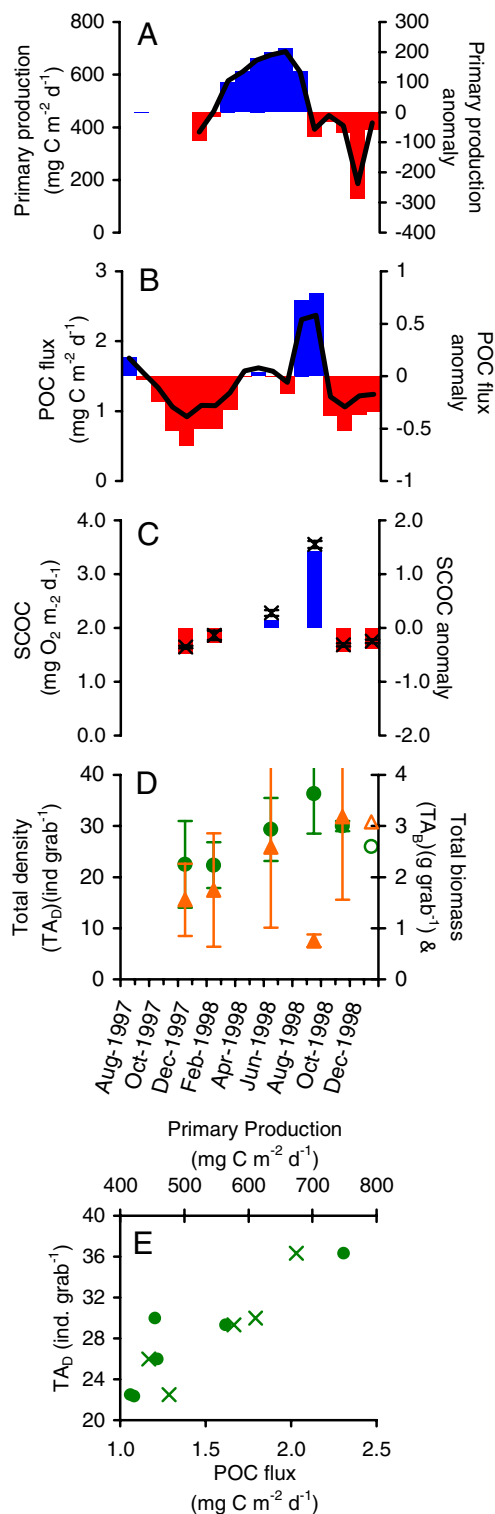 A
Primary production
(mg C m-2 d-1)
800
600
400
200
0
300
200
100
0
-100
-200
-300
-400
Primary production
anomaly
B
POC flux
(mg C m-2 d-1)
3
2
1
0
1
0.5
0
-0.5
-1
POC flux
anomaly
C
SCOC
(mg O2 m-2 d-1)
4.0
3.0
2.0
1.0
0.0
2.0
1.0
0.0
-1.0
-2.0
SCOC anomaly
D
Total density
(TAD)(ind grab-1)
40
30
20
10
0
4
3
2
1
0
Total biomass
(TAB)(g grab-1) &
Aug-1997
Oct-1997
Dec-1997
Feb-1998
Apr-1998
Jun-1998
Aug-1998
Oct-1998
Dec-1998
Primary Production
(mg C m-2 d-1)
400 500 600 700 800
E
TAD (ind. grab-1)
40
36
32
28
24
20
1.0 1.5 2.0 2.5
POC flux
(mg C m-2 d-1)